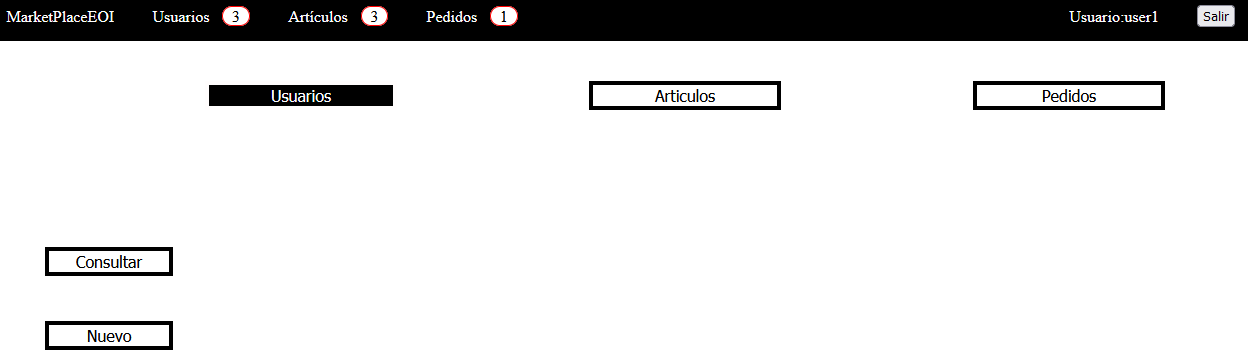 MarketPlaceEOI Usuarios 3 Artículos 3 Pedidos 1 Usuario:user1 Salir
Usuarios Articulos Pedidos
Consultar
Nuevo